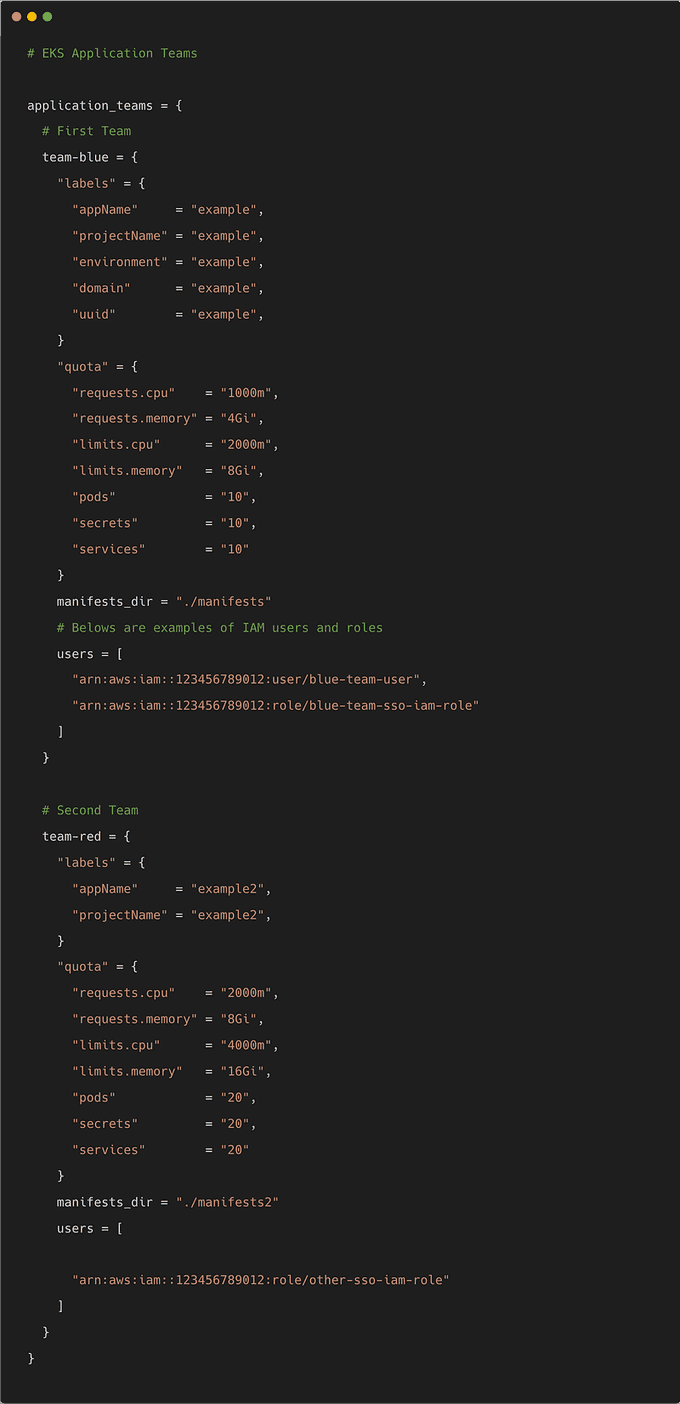 # EKS Application Teams

application_teams = {
  # First Team
  team-blue = {
    "labels" = {
      "appName"     = "example",
      "projectName" = "example",
      "environment" = "example",
      "domain"      = "example",
      "uuid"        = "example",
    }
    "quota" = {
      "requests.cpu"    = "1000m",
      "requests.memory" = "4Gi",
      "limits.cpu"      = "2000m",
      "limits.memory"   = "8Gi",
      "pods"            = "10",
      "secrets"         = "10",
      "services"        = "10"
    }
    manifests_dir = "./manifests"
    # Belows are examples of IAM users and roles
    users = [
      "arn:aws:iam::123456789012:user/blue-team-user",
      "arn:aws:iam::123456789012:role/blue-team-sso-iam-role"
    ]
  }

  # Second Team
  team-red = {
    "labels" = {
      "appName"     = "example2",
      "projectName" = "example2",
    }
    "quota" = {
      "requests.cpu"    = "2000m",
      "requests.memory" = "8Gi",
      "limits.cpu"      = "4000m",
      "limits.memory"   = "16Gi",
      "pods"            = "20",
      "secrets"         = "20",
      "services"        = "20"
    }
    manifests_dir = "./manifests2"
    users = [

      "arn:aws:iam::123456789012:role/other-sso-iam-role"
    ]
  }
}